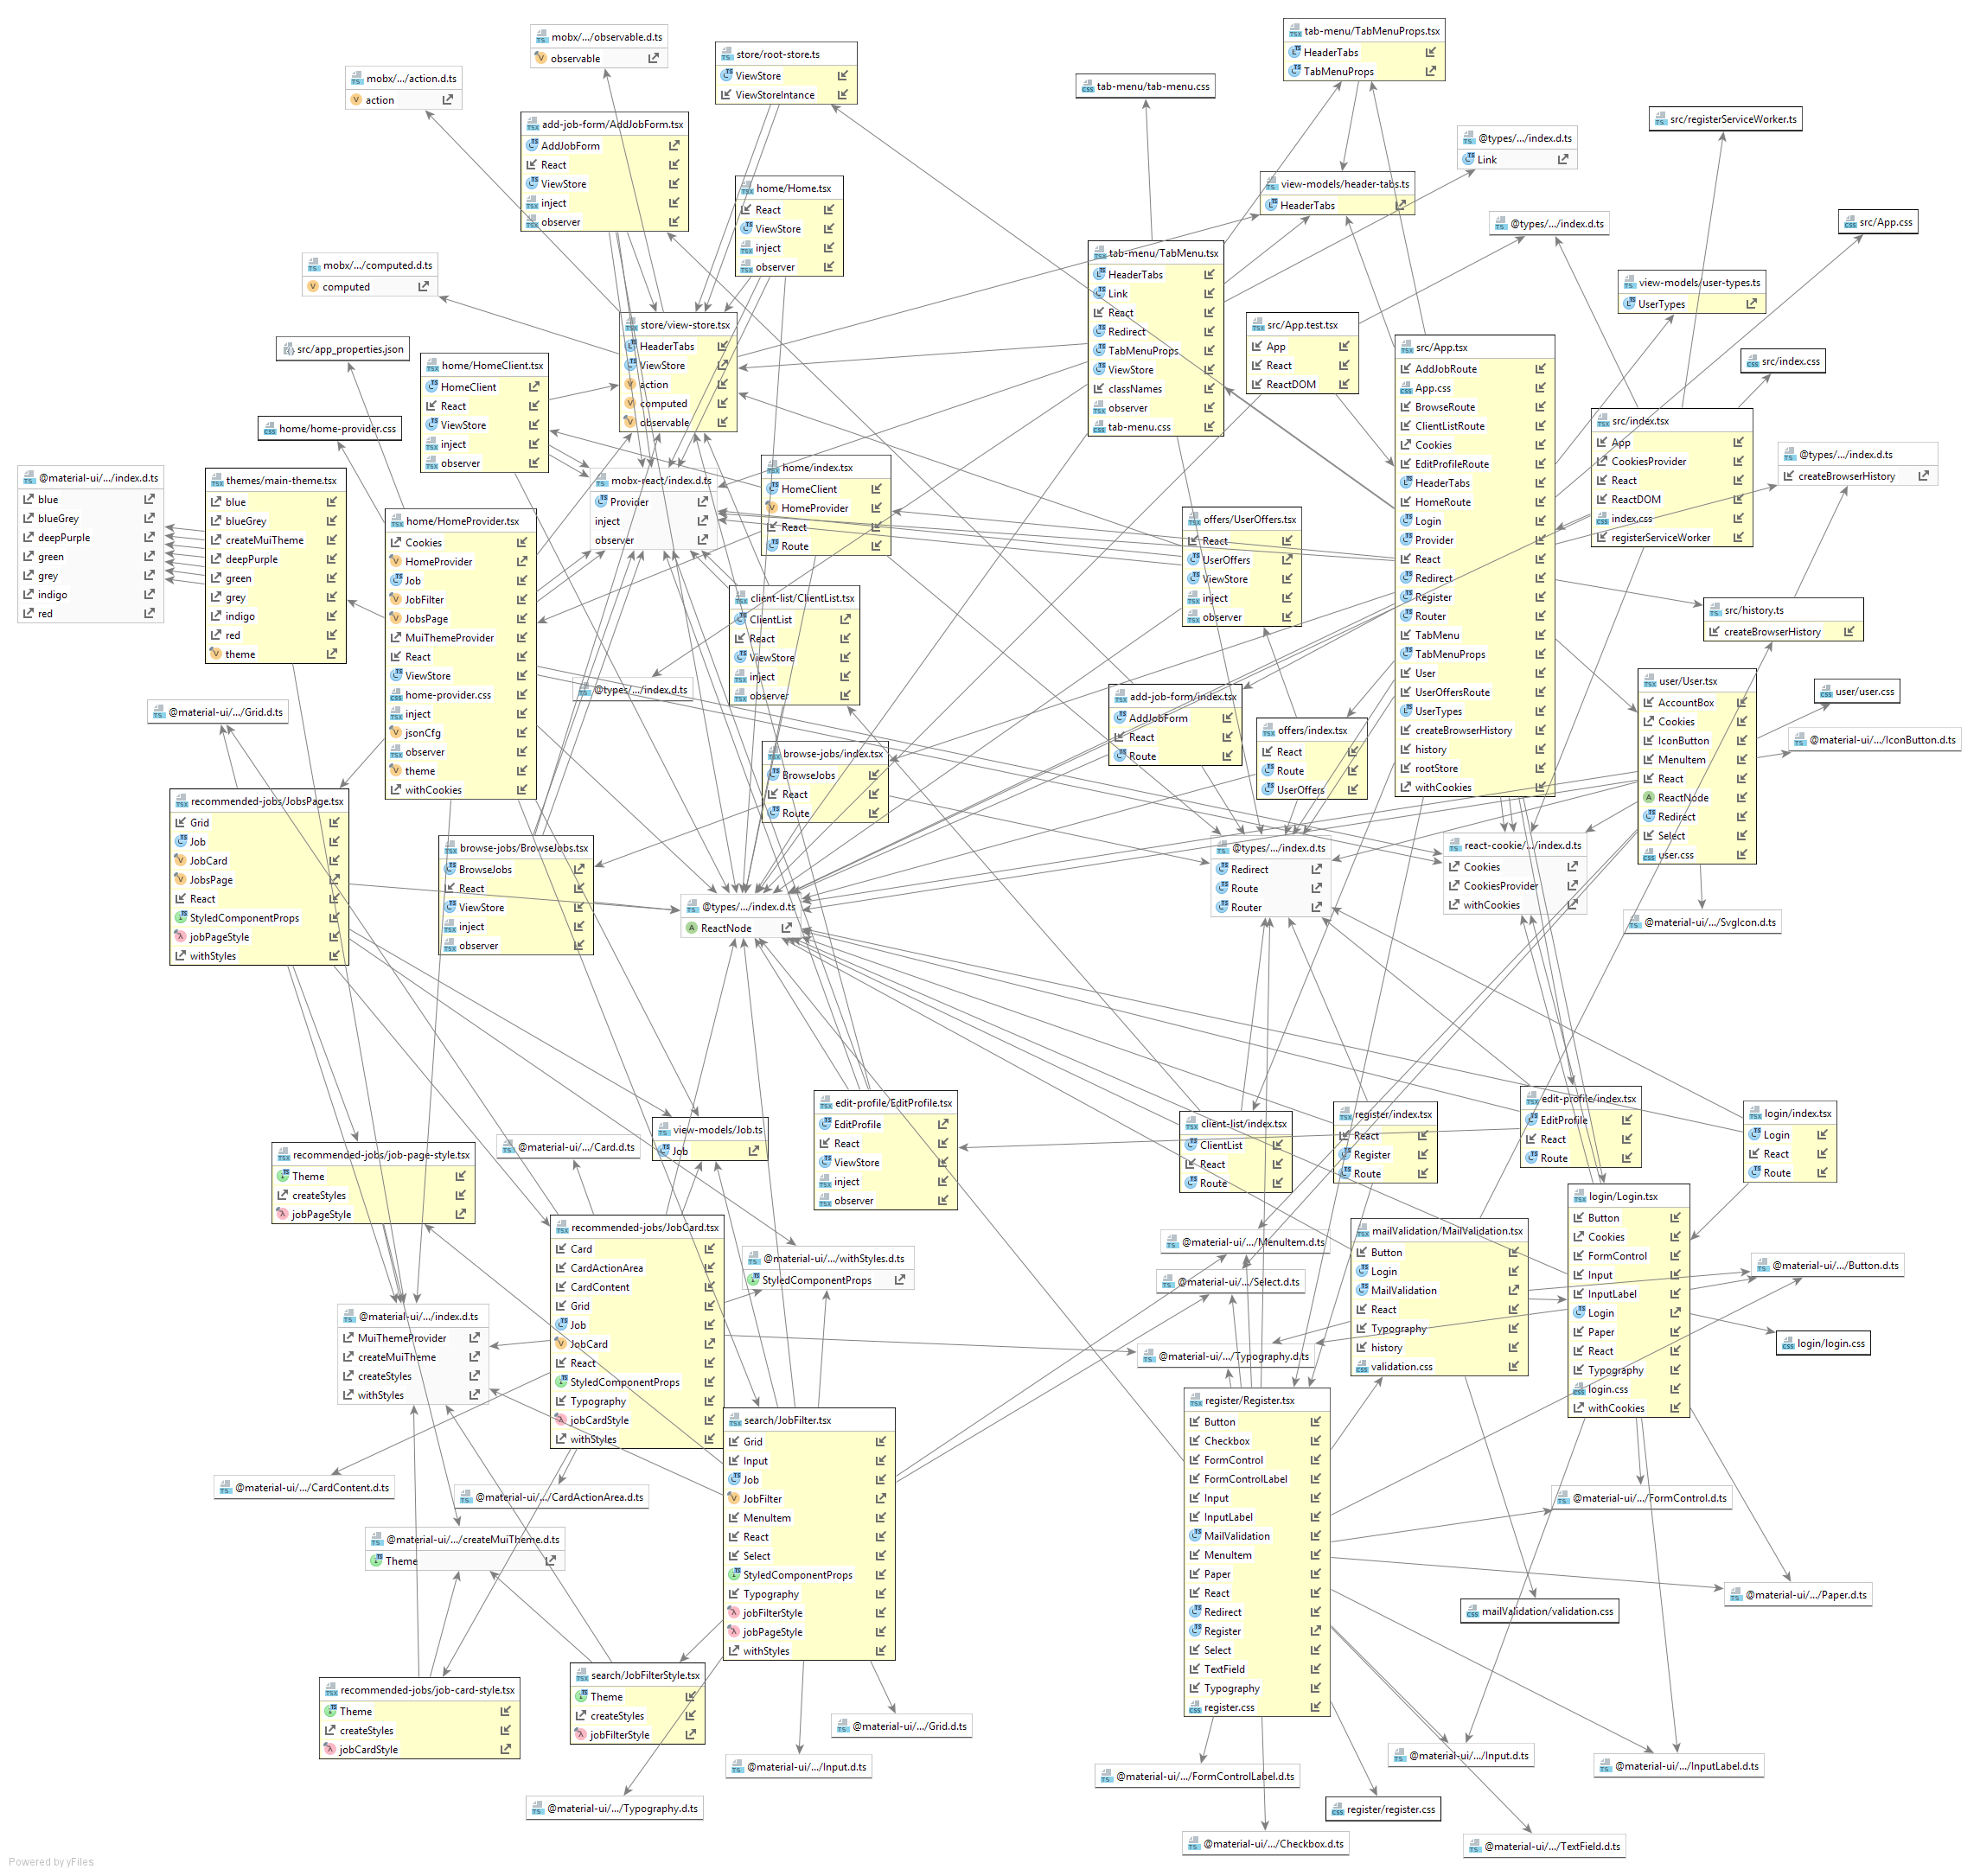 mobx/.../observable.d.ts
observable
mobx/.../action.d.ts
action
store/root-store.ts
ViewStore
ViewStoreIntance
tab-menu/TabMenuProps.tsx
HeaderTabs
TabMenuProps
tab-menu/tab-menu.css
src/registerServiceWorker.ts
add-job-form/AddJobForm.tsx
AddJobForm
React
ViewStore
inject
observer
@types/.../index.d.ts
Link
home/Home.tsx
React
ViewStore
inject
observer
view-models/header-tabs.ts
HeaderTabs
@types/.../index.d.ts
src/App.css
mobx/.../computed.d.ts
computed
tab-menu/TabMenu.tsx
HeaderTabs
Link
React
Redirect
TabMenuProps
ViewStore
classNames
observer
tab-menu.css
view-models/user-types.ts
UserTypes
store/view-store.tsx
HeaderTabs
ViewStore
action
computed
observable
src/App.test.tsx
App
React
ReactDOM
src/app_properties.json
src/App.tsx
AddJobRoute
App.css
BrowseRoute
ClientListRoute
Cookies
EditProfileRoute
HeaderTabs
HomeRoute
Login
Provider
React
Redirect
Register
Router
TabMenu
TabMenuProps
User
UserOffersRoute
UserTypes
createBrowserHistory
history
rootStore
withCookies
src/index.css
home/HomeClient.tsx
HomeClient
React
ViewStore
inject
observer
home/home-provider.css
src/index.tsx
App
CookiesProvider
React
ReactDOM
index.css
registerServiceWorker
@types/.../index.d.ts
createBrowserHistory
@material-ui/.../index.d.ts
blue
blueGrey
deepPurple
green
grey
indigo
red
themes/main-theme.tsx
blue
blueGrey
createMuiTheme
deepPurple
green
grey
indigo
red
theme
mobx-react/index.d.ts
Provider
inject
observer
home/index.tsx
HomeClient
HomeProvider
React
Route
home/HomeProvider.tsx
Cookies
HomeProvider
Job
JobFilter
JobsPage
MuiThemeProvider
React
ViewStore
home-provider.css
inject
jsonCfg
observer
theme
withCookies
offers/UserOffers.tsx
React
UserOffers
ViewStore
inject
observer
client-list/ClientList.tsx
ClientList
React
ViewStore
inject
observer
src/history.ts
createBrowserHistory
@types/.../index.d.ts
user/User.tsx
AccountBox
Cookies
IconButton
MenuItem
React
ReactNode
Redirect
Select
user.css
user/user.css
@material-ui/.../IconButton.d.ts
add-job-form/index.tsx
AddJobForm
React
Route
@material-ui/.../Grid.d.ts
offers/index.tsx
React
Route
UserOffers
browse-jobs/index.tsx
BrowseJobs
React
Route
recommended-jobs/JobsPage.tsx
Grid
Job
JobCard
JobsPage
React
StyledComponentProps
jobPageStyle
withStyles
browse-jobs/BrowseJobs.tsx
BrowseJobs
React
ViewStore
inject
observer
@types/.../index.d.ts
Redirect
Route
Router
react-cookie/.../index.d.ts
Cookies
CookiesProvider
withCookies
@types/.../index.d.ts
ReactNode
@material-ui/.../SvgIcon.d.ts
edit-profile/EditProfile.tsx
EditProfile
React
ViewStore
inject
observer
view-models/Job.ts
Job
@material-ui/.../Card.d.ts
client-list/index.tsx
ClientList
React
Route
register/index.tsx
React
Register
Route
edit-profile/index.tsx
EditProfile
React
Route
login/index.tsx
Login
React
Route
recommended-jobs/job-page-style.tsx
Theme
createStyles
jobPageStyle
login/Login.tsx
Button
Cookies
FormControl
Input
InputLabel
Login
Paper
React
Typography
login.css
withCookies
recommended-jobs/JobCard.tsx
Card
CardActionArea
CardContent
Grid
Job
JobCard
React
StyledComponentProps
Typography
jobCardStyle
withStyles
@material-ui/.../withStyles.d.ts
StyledComponentProps
@material-ui/.../MenuItem.d.ts
@material-ui/.../Select.d.ts
mailValidation/MailValidation.tsx
Button
Login
MailValidation
React
Typography
history
validation.css
@material-ui/.../Button.d.ts
@material-ui/.../index.d.ts
MuiThemeProvider
createMuiTheme
createStyles
withStyles
login/login.css
@material-ui/.../Typography.d.ts
register/Register.tsx
Button
Checkbox
FormControl
FormControlLabel
Input
InputLabel
MailValidation
MenuItem
Paper
React
Redirect
Register
Select
TextField
Typography
register.css
search/JobFilter.tsx
Grid
Input
Job
JobFilter
MenuItem
React
Select
StyledComponentProps
Typography
jobFilterStyle
jobPageStyle
withStyles
@material-ui/.../CardContent.d.ts
@material-ui/.../CardActionArea.d.ts
@material-ui/.../FormControl.d.ts
@material-ui/.../createMuiTheme.d.ts
Theme
@material-ui/.../Paper.d.ts
mailValidation/validation.css
search/JobFilterStyle.tsx
Theme
createStyles
jobFilterStyle
recommended-jobs/job-card-style.tsx
Theme
createStyles
jobCardStyle
@material-ui/.../Grid.d.ts
@material-ui/.../Input.d.ts
@material-ui/.../Input.d.ts
@material-ui/.../InputLabel.d.ts
@material-ui/.../FormControlLabel.d.ts
@material-ui/.../Typography.d.ts
register/register.css
@material-ui/.../Checkbox.d.ts
@material-ui/.../TextField.d.ts
Powered by yFiles